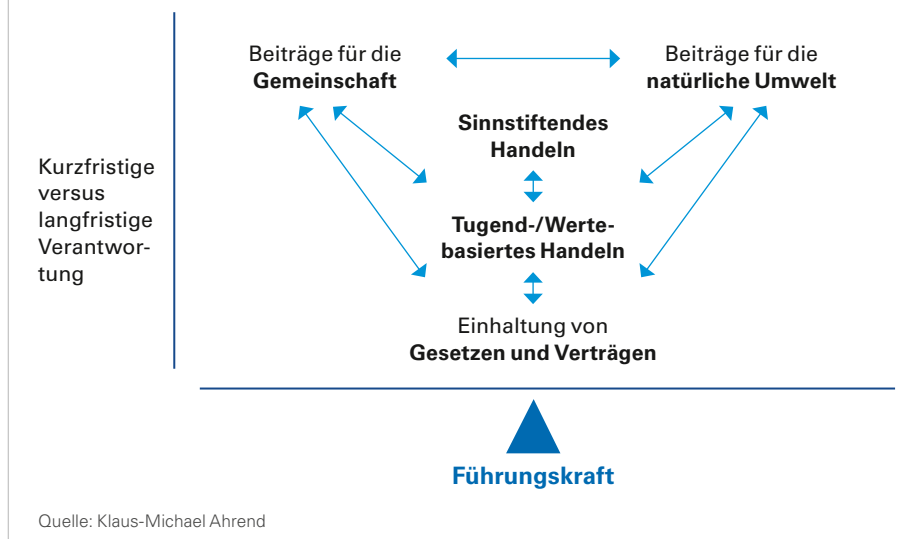 Beiträge für die
Gemeinschaft
Beiträge für die
natürliche Umwelt
Sinnstiftendes
Handeln
Kurzfristige
versus
langfristige
Verantwor-
tung
Tugend-/Werte-
basiertes Handeln
Einhaltung von
Gesetzen und Verträgen
Führungskraft
Quelle: Klaus-Michael Ahrend